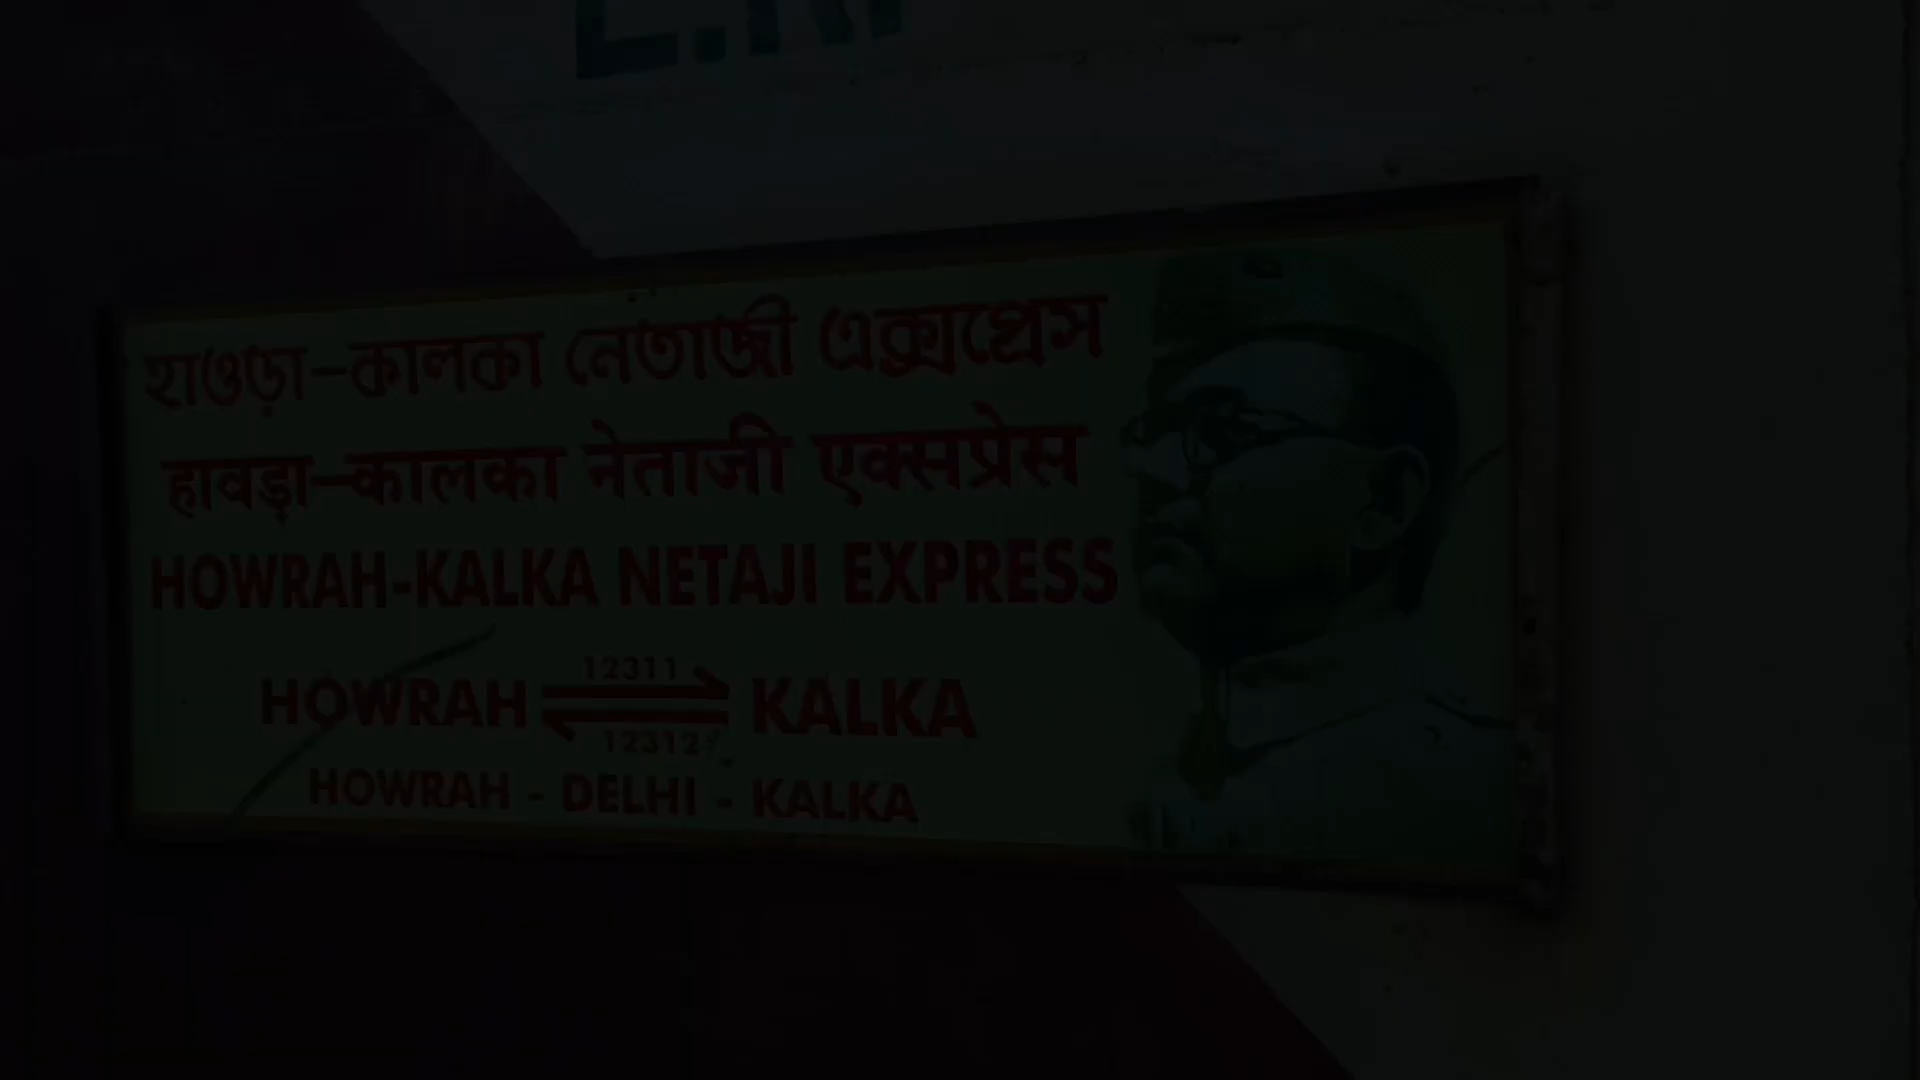 E.R
হাওড়া–কালকা নেতাজী এক্সপ্রেস
हावड़ा–कालका नेताजी एक्सप्रेस
HOWRAH-KALKA NETAJI EXPRESS
12311
HOWRAH KALKA
12312
HOWRAH - DELHI - KALKA